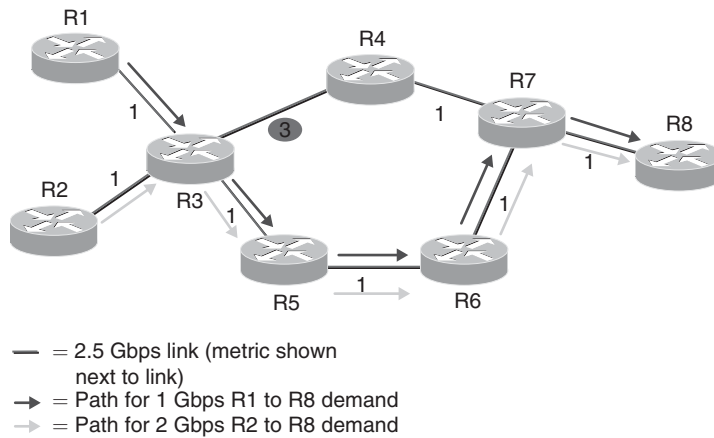 R1
R4
R7
1
1
3
R8
R2
1
R3
1
1
1
R5
1
R6
= 2.5 Gbps link (metric shown
next to link)
= Path for 1 Gbps R1 to R8 demand
= Path for 2 Gbps R2 to R8 demand